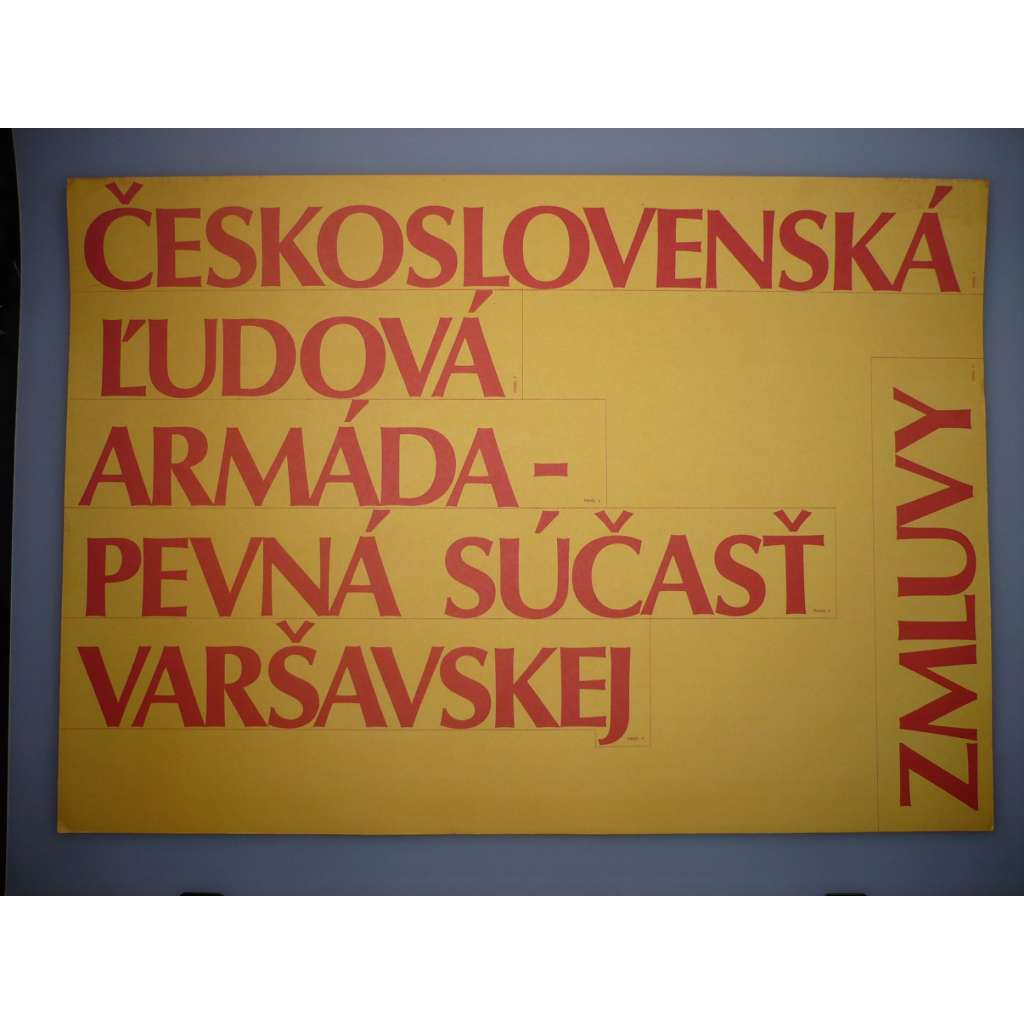 ČESKOSLOVENSKÁ
ĽUDOVÁ
ARMÁDA -
PEVNÁ SÚČASŤ
VARŠAVSKEJ
ZMLUVY